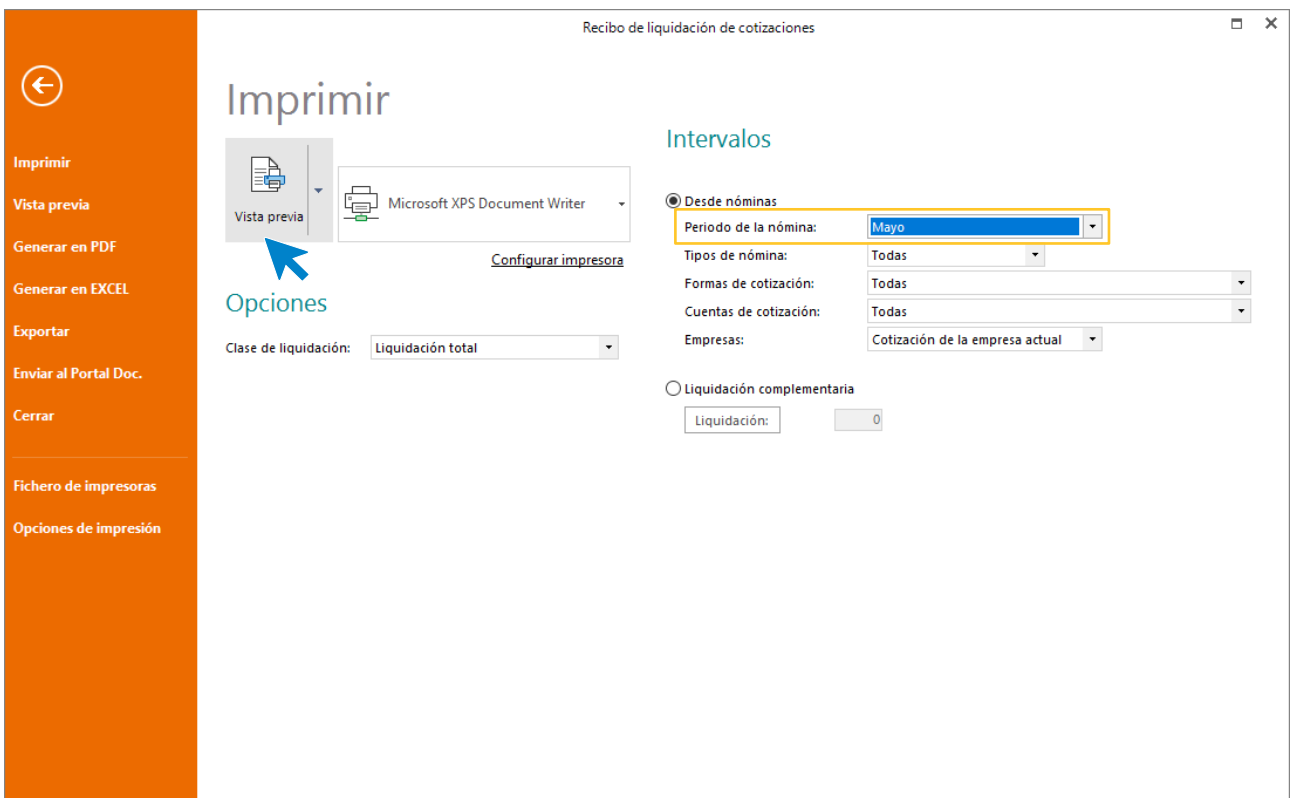 Recibo de liquidación de cotizaciones
Imprimir
Vista previa
Generar en PDF
Generar en EXCEL
Exportar
Enviar al Portal Doc.
Cerrar
Fichero de impresoras
Opciones de impresión
Imprimir
Vista previa
Microsoft XPS Document Writer
Configurar impresora
Opciones
Clase de liquidación: Liquidación total
Intervalos
Desde nóminas
Periodo de la nómina: Mayo
Tipos de nómina: Todas
Formas de cotización: Todas
Cuentas de cotización: Todas
Empresas: Cotización de la empresa actual
Liquidación complementaria
Liquidación: 0